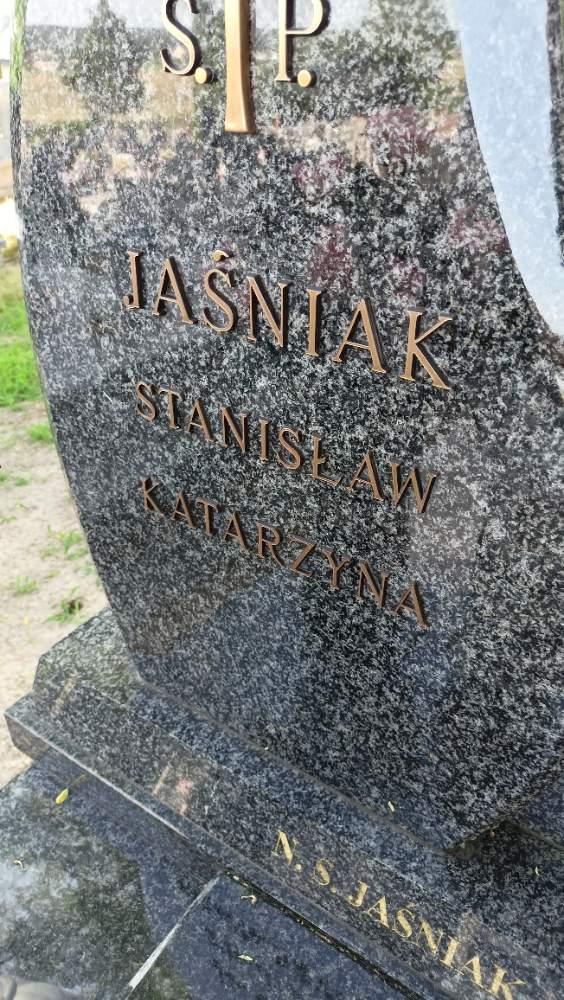 S. P.
JAŚNIAK
STANISŁAW
KATARZYNA
N. S. JAŚNIAK